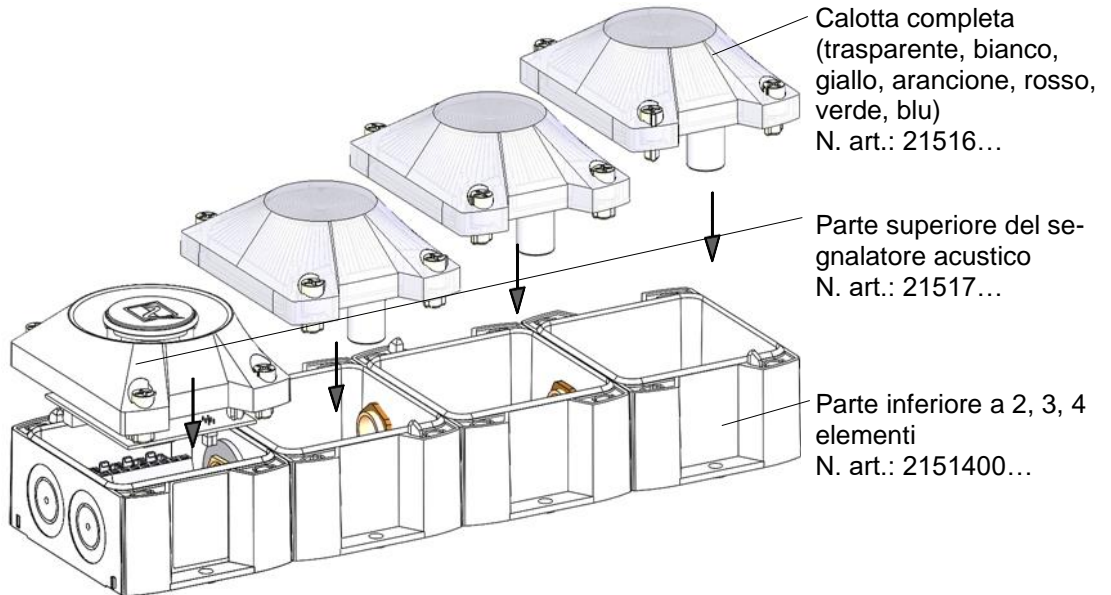 Calotta completa
(trasparente, bianco,
giallo, arancione, rosso,
verde, blu)
N. art.: 21516…
Parte superiore del se-
gnalatore acustico
N. art.: 21517…
Parte inferiore a 2, 3, 4
elementi
N. art.: 2151400…